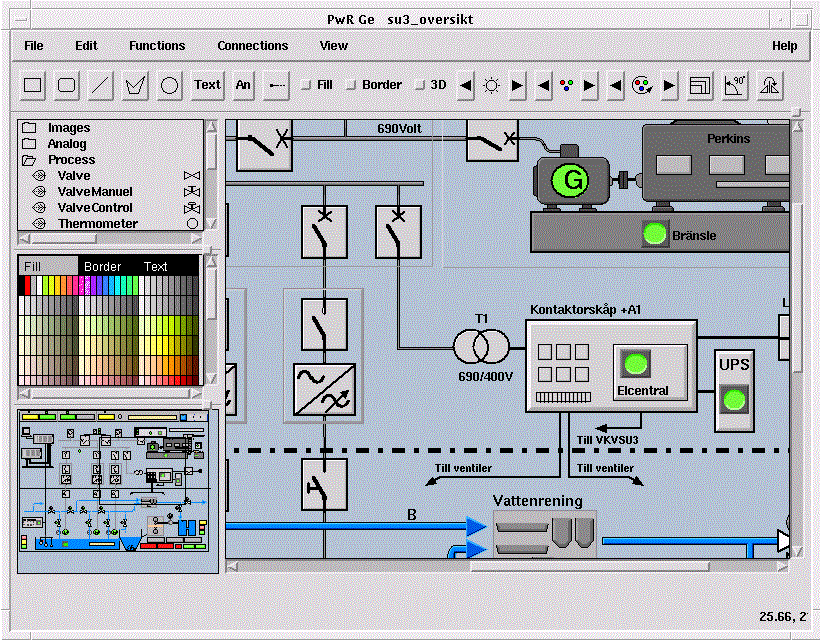 PwR Ge su3_oversikt
File Edit Functions Connections View Help
Text An Fill Border 3D 90°
Images
Analog
Process
Valve
ValveManuel
ValveControl
Thermometer
Fill Border Text
690Volt
Perkins
G
Bränsle
T1
690/400V
Kontaktorskåp +A1
Elcentral
UPS
Till VKVSU3
Till ventiler
Till ventiler
Vattenrening
B
25.66, 2